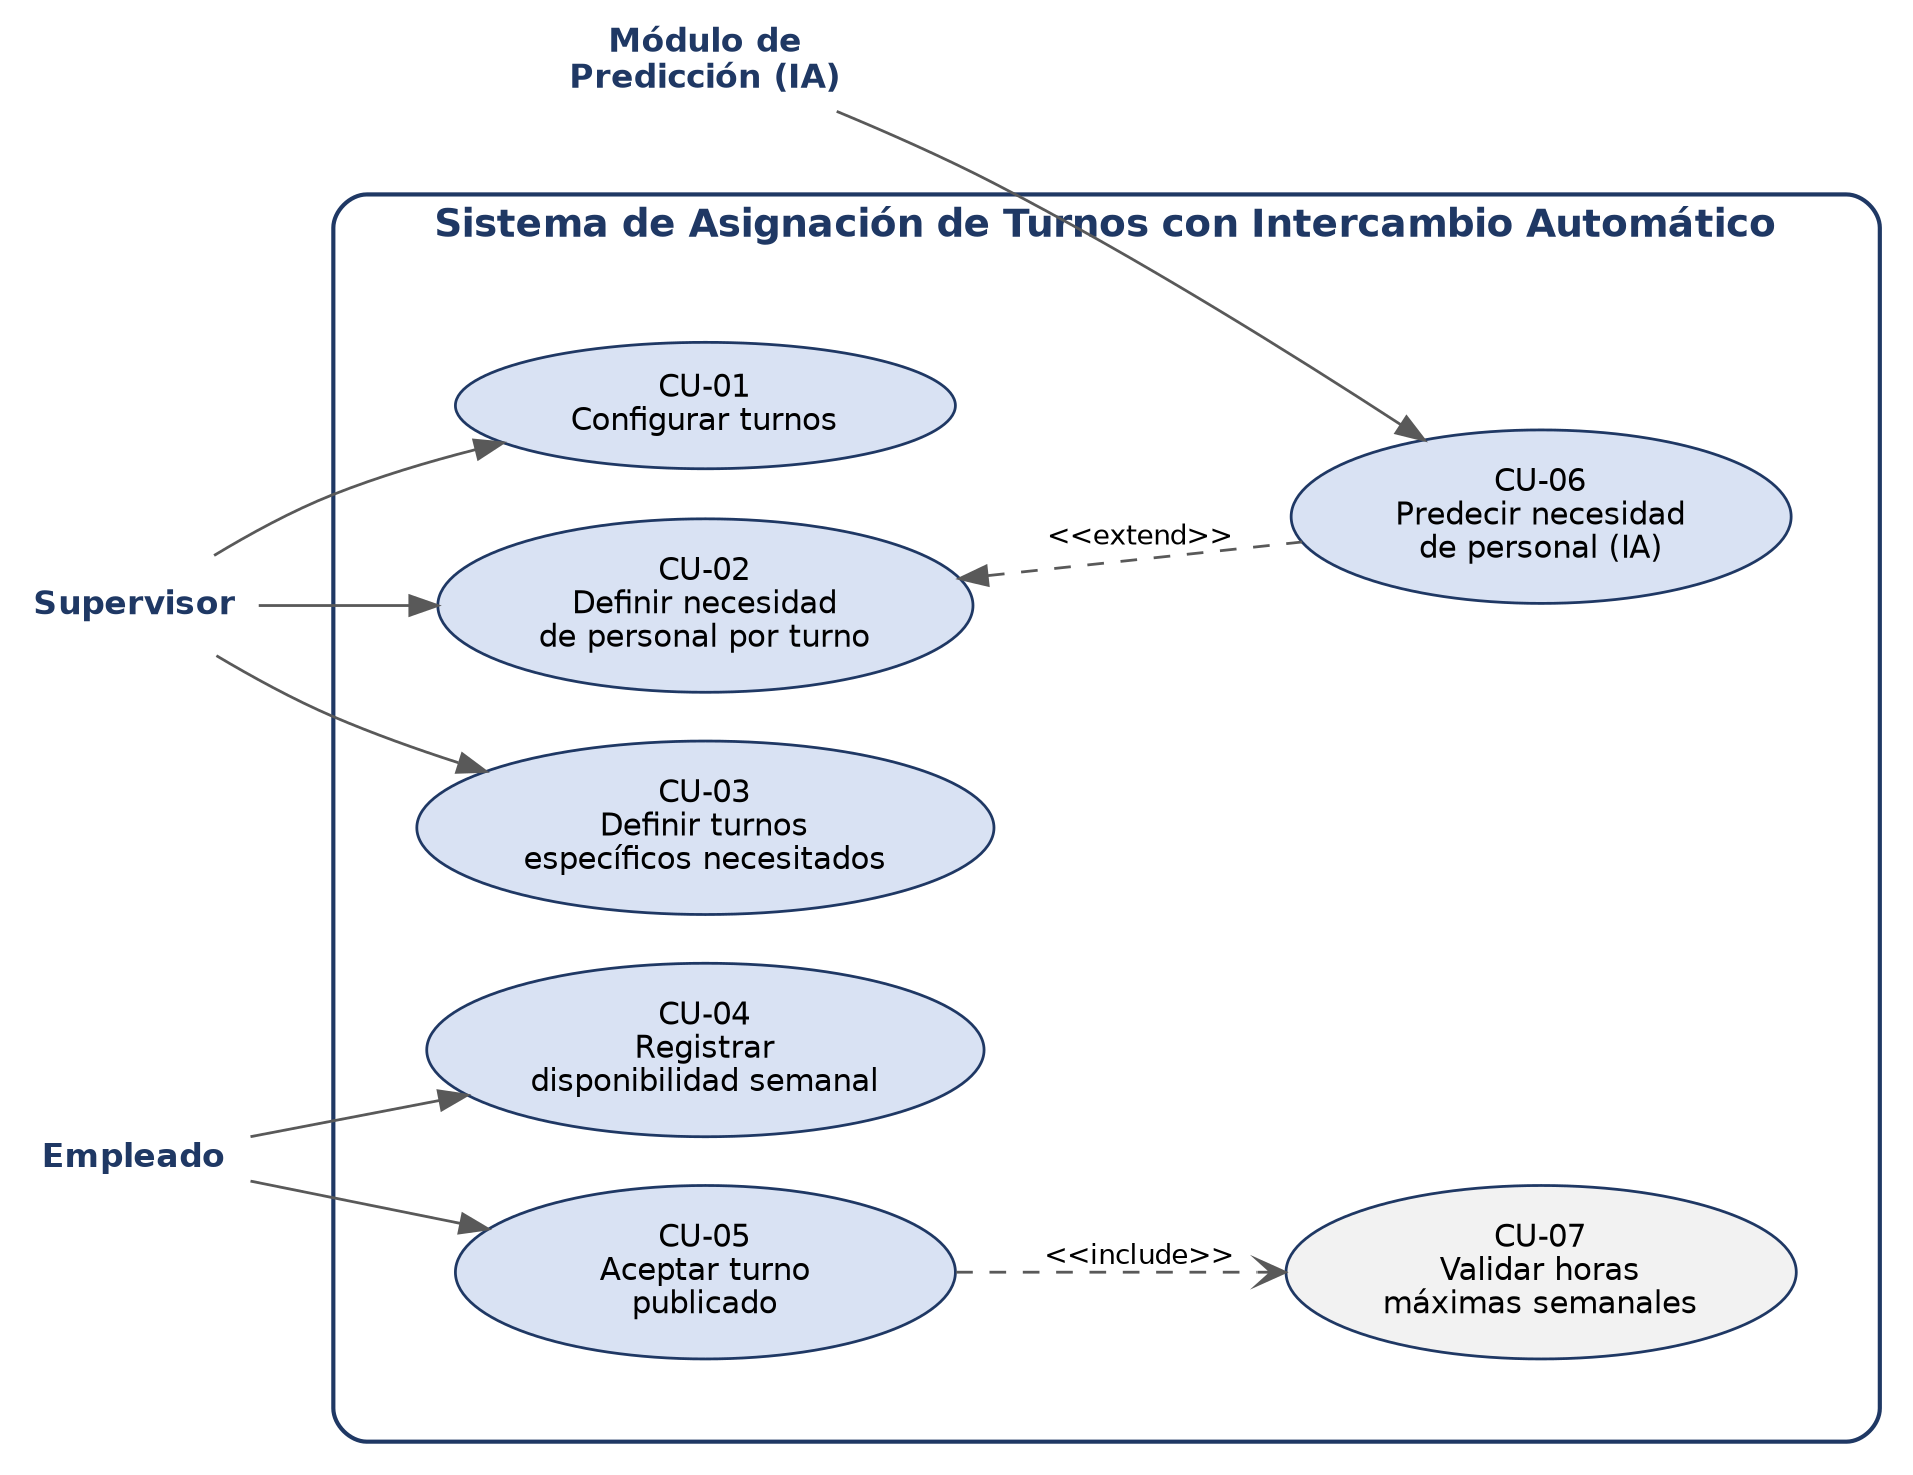 Módulo de
Predicción (IA)
Sistema de Asignación de Turnos con Intercambio Automático
CU-01
Configurar turnos
CU-06
Predecir necesidad
de personal (IA)
<<extend>>
CU-02
Definir necesidad
de personal por turno
Supervisor
CU-03
Definir turnos
específicos necesitados
CU-04
Registrar
disponibilidad semanal
Empleado
CU-05
Aceptar turno
publicado
<<include>>
CU-07
Validar horas
máximas semanales